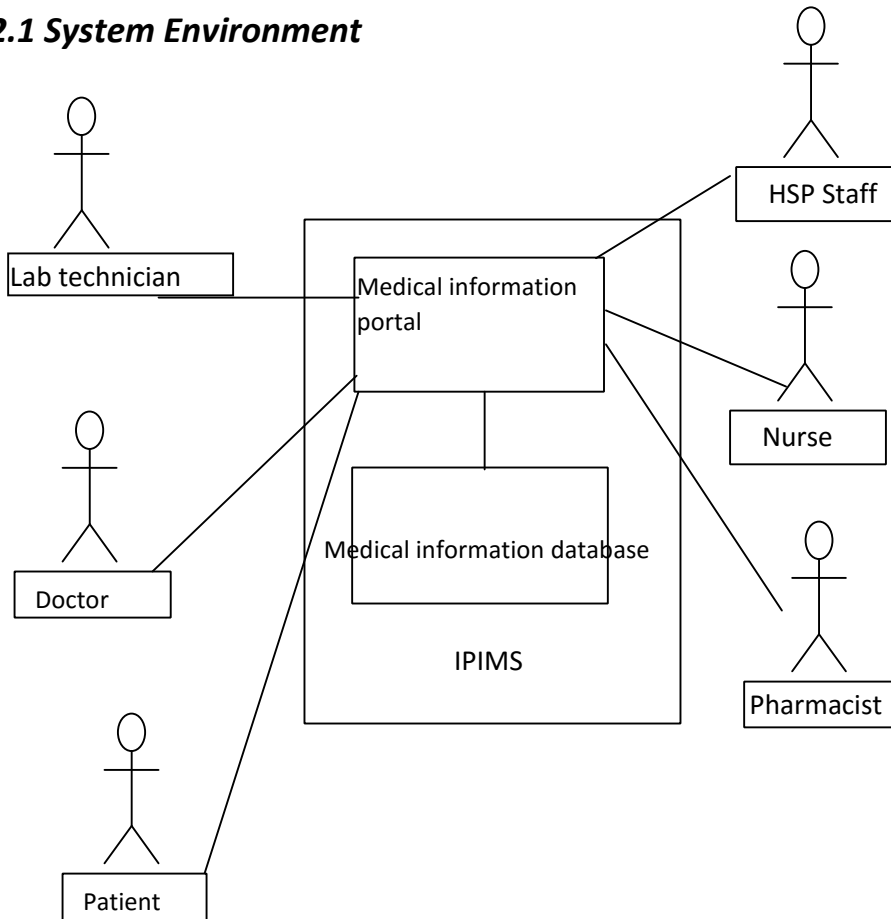 2.1 System Environment
HSP Staff
Lab technician
Medical information
portal
Nurse
Medical information database
Doctor
IPIMS
Pharmacist
Patient